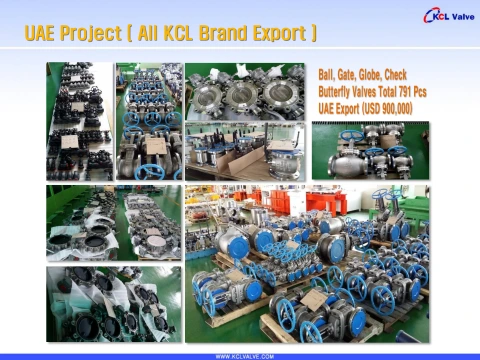 KCL Valve
UAE Project [ All KCL Brand Export ]
Ball, Gate, Globe, Check
Butterfly Valves Total 791 Pcs
UAE Export (USD 900,000)
WWW.KCLVALVE.COM